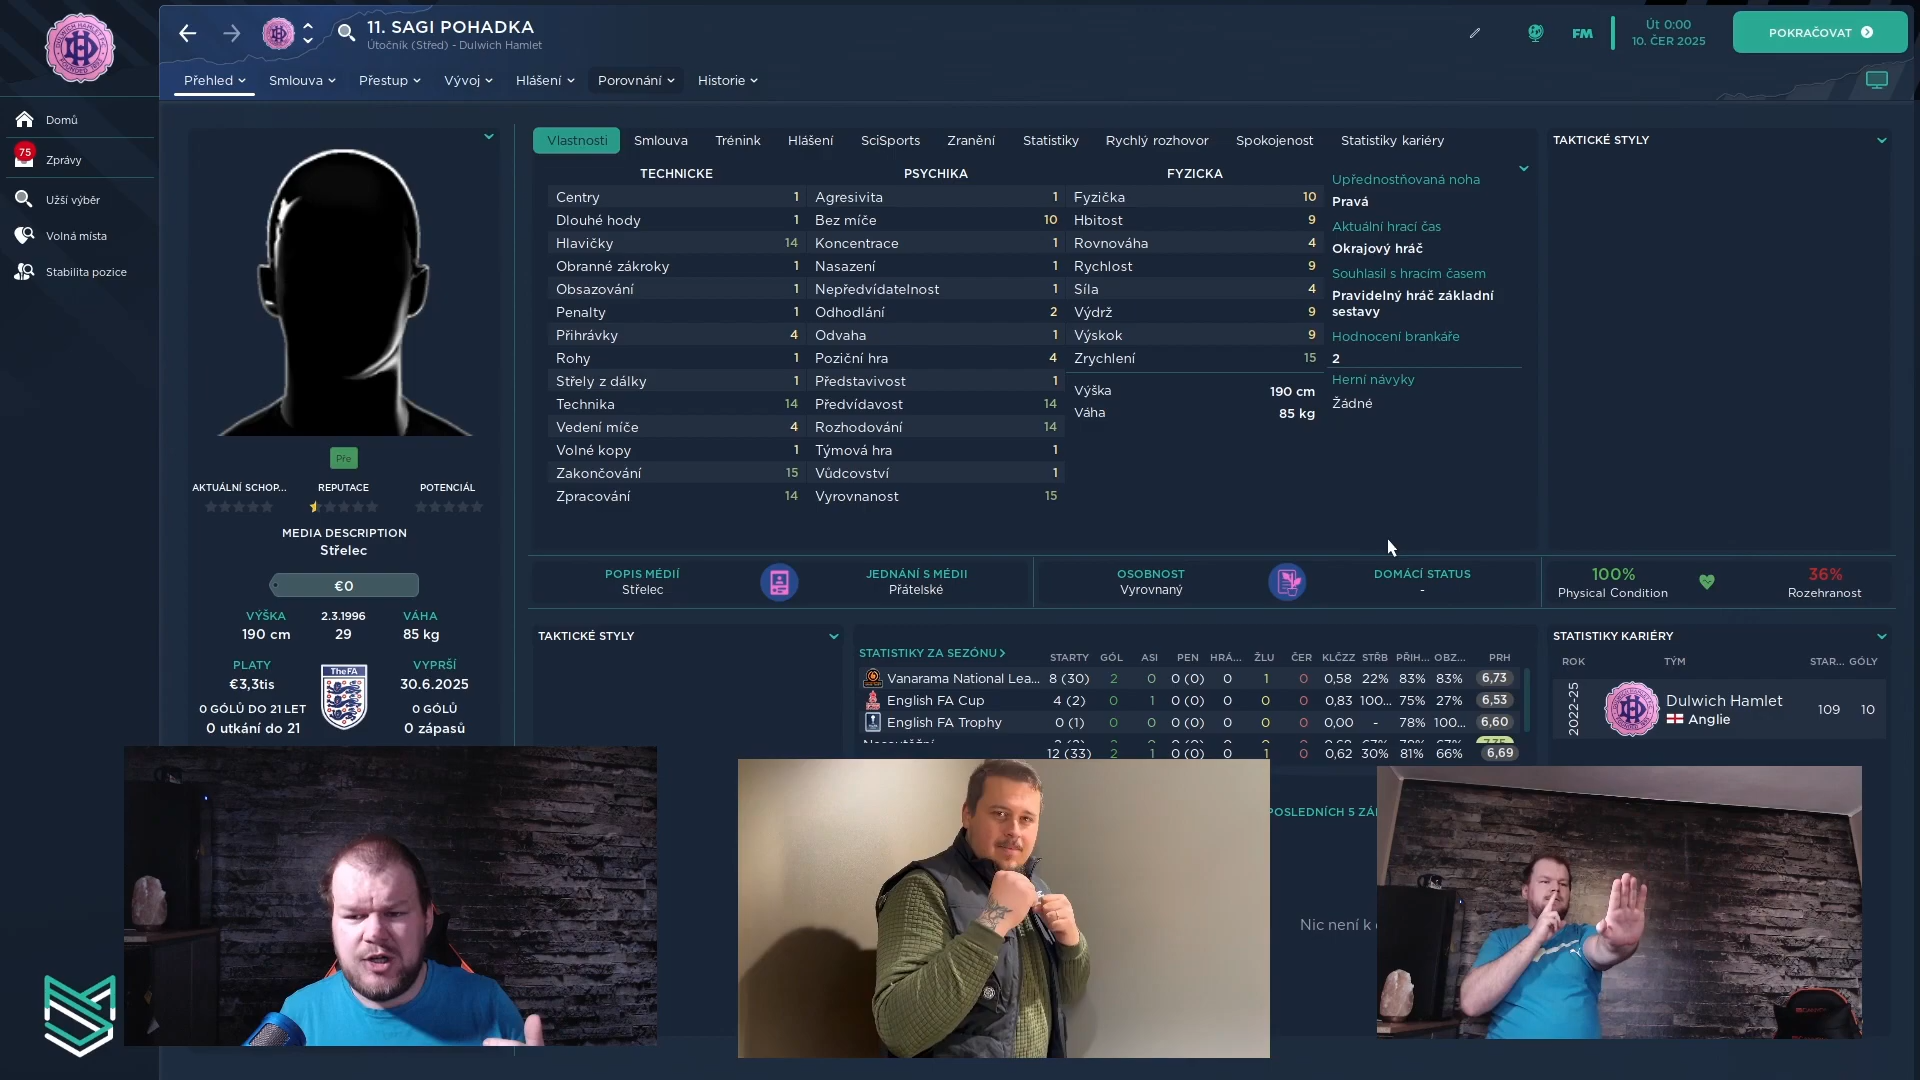 11. SAGI POHADKA
Útočník (Střed) - Dulwich Hamlet
FM
Út 0:00
10. ČER 2025
POKRAČOVAT
Přehled
Smlouva
Přestup
Vývoj
Hlášení
Porovnání
Historie
Domů
75
Zprávy
Užší výběr
Volná místa
Stabilita pozice
Pře
AKTUÁLNÍ SCHOP...
REPUTACE
POTENCIÁL
MEDIA DESCRIPTION
Střelec
€0
VÝŠKA 2.3.1996 VÁHA
190 cm 29 85 kg
PLATY
€3,3tis
TheFA
VYPRŠÍ
30.6.2025
0 GÓLŮ DO 21 LET
0 utkání do 21
0 GÓLŮ
0 zápasů
Vlastnosti
Smlouva
Trénink
Hlášení
SciSports
Zranění
Statistiky
Rychlý rozhovor
Spokojenost
Statistiky kariéry
TECHNICKE
Centry 1
Dlouhé hody 1
Hlavičky 14
Obranné zákroky 1
Obsazování 1
Penalty 1
Přihrávky 4
Rohy 1
Střely z dálky 1
Technika 14
Vedení míče 4
Volné kopy 1
Zakončování 15
Zpracování 14
PSYCHIKA
Agresivita 1
Bez míče 10
Koncentrace 1
Nasazení 1
Nepředvídatelnost 1
Odhodlání 2
Odvaha 1
Poziční hra 4
Představivost 1
Předvídavost 14
Rozhodování 14
Týmová hra 1
Vůdcovství 1
Vyrovnanost 15
FYZICKA
Fyzička 10
Hbitost 9
Rovnováha 4
Rychlost 9
Síla 4
Výdrž 9
Výskok 9
Zrychlení 15
Výška 190 cm
Váha 85 kg
Upřednostňovaná noha
Pravá
Aktuální hrací čas
Okrajový hráč
Souhlasil s hracím časem
Pravidelný hráč základní
sestavy
Hodnocení brankáře
2
Herní návyky
Žádné
TAKTICKÉ STYLY
POPIS MÉDIÍ
Střelec
JEDNÁNÍ S MÉDII
Přátelské
OSOBNOST
Vyrovnaný
DOMÁCÍ STATUS
-
100%
Physical Condition
36%
Rozehranost
TAKTICKÉ STYLY
STATISTIKY ZA SEZÓNU STARTY GÓL ASI PEN HRÁ... ŽLU ČER KLČZZ STŘB PŘIH... OBZ... PRH
Vanarama National Lea... 8 (30) 2 0 0 (0) 0 1 0 0,58 22% 83% 83% 6,73
English FA Cup 4 (2) 0 1 0 (0) 0 0 0 0,83 100... 75% 27% 6,53
English FA Trophy 0 (1) 0 0 0 (0) 0 0 0 0,00 - 78% 100... 6,60
12 (33) 2 1 0 (0) 0 1 0 0,62 30% 81% 66% 6,69
STATISTIKY KARIÉRY
ROK TÝM STAR... GÓLY
2022-25
Dulwich Hamlet 109 10
Anglie
POSLEDNÍCH 5
Nic není k